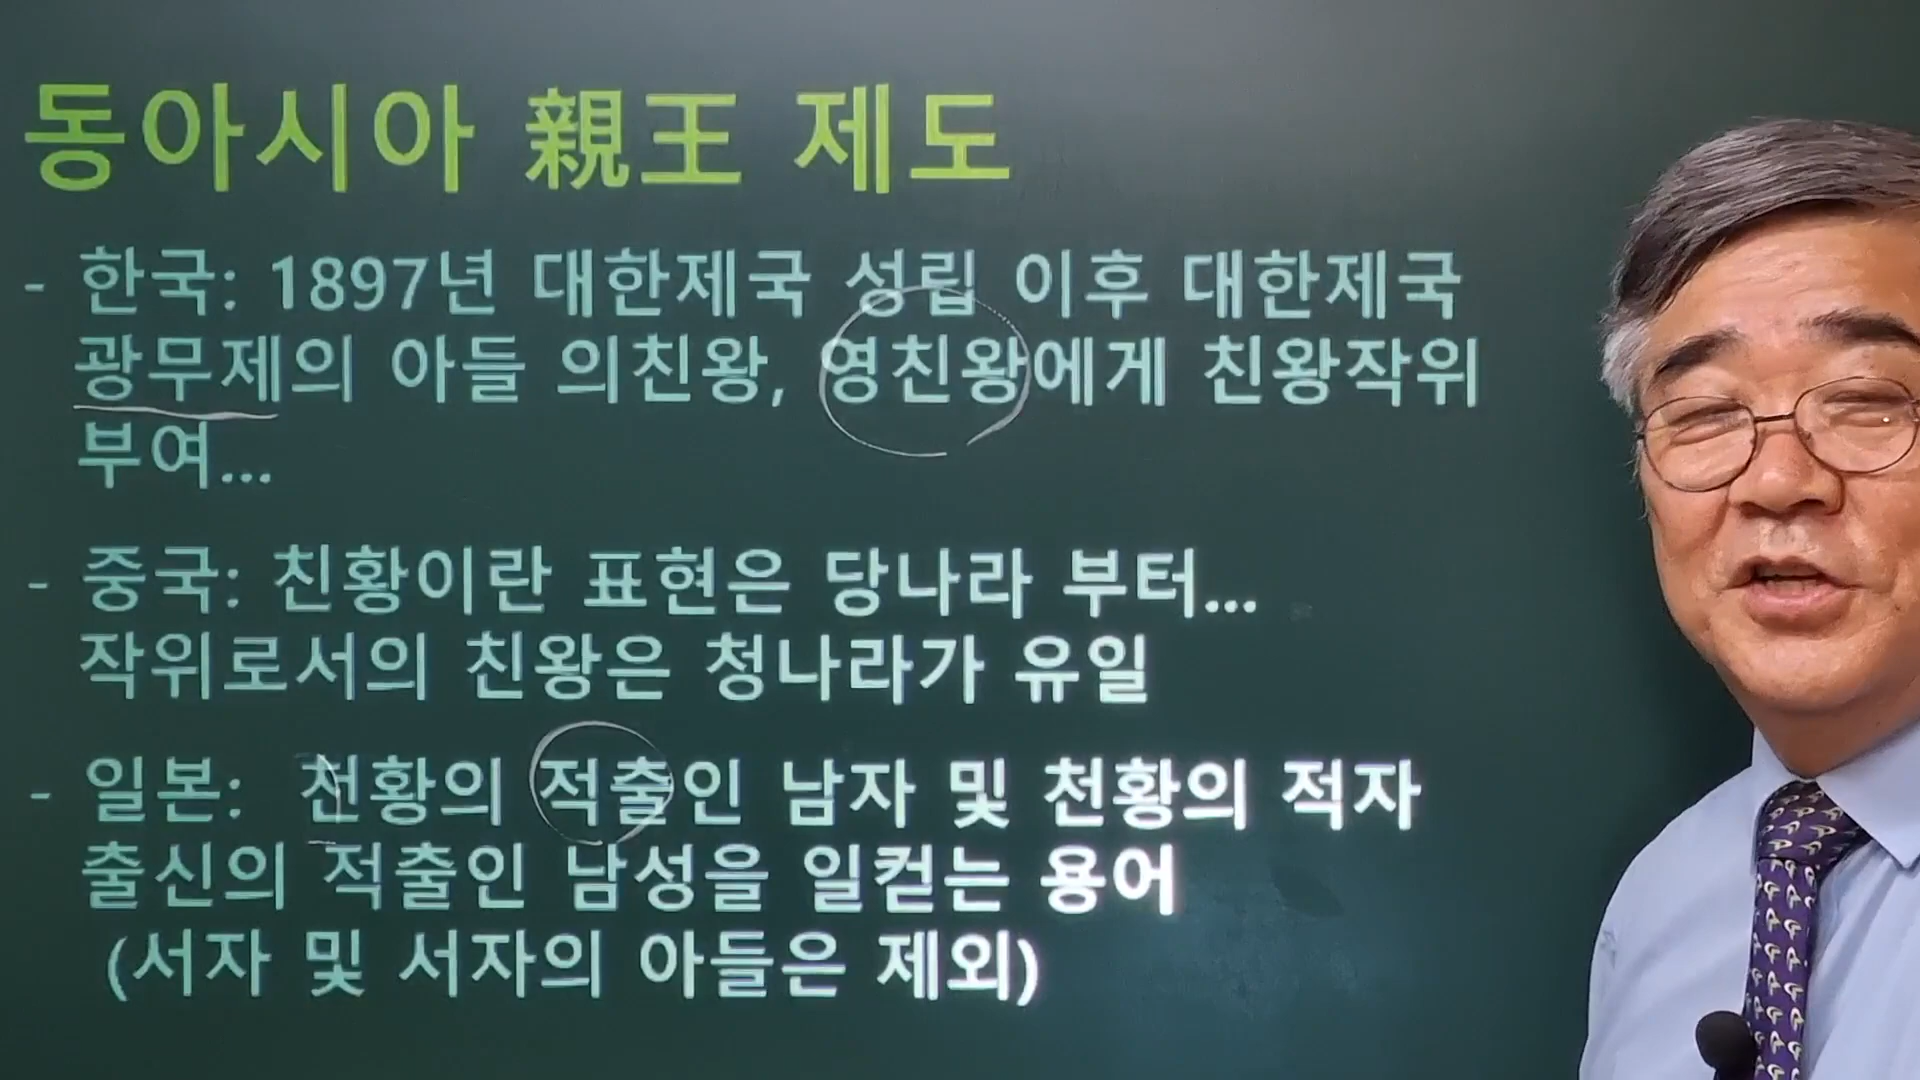 동아시아 親王 제도
- 한국: 1897년 대한제국 성립 이후 대한제국
광무제의 아들 의친왕, 영친왕에게 친왕작위
부여...
- 중국: 친황이란 표현은 당나라 부터...
작위로서의 친왕은 청나라가 유일
- 일본: 천황의 적출인 남자 및 천황의 적자
출신의 적출인 남성을 일컫는 용어
(서자 및 서자의 아들은 제외)